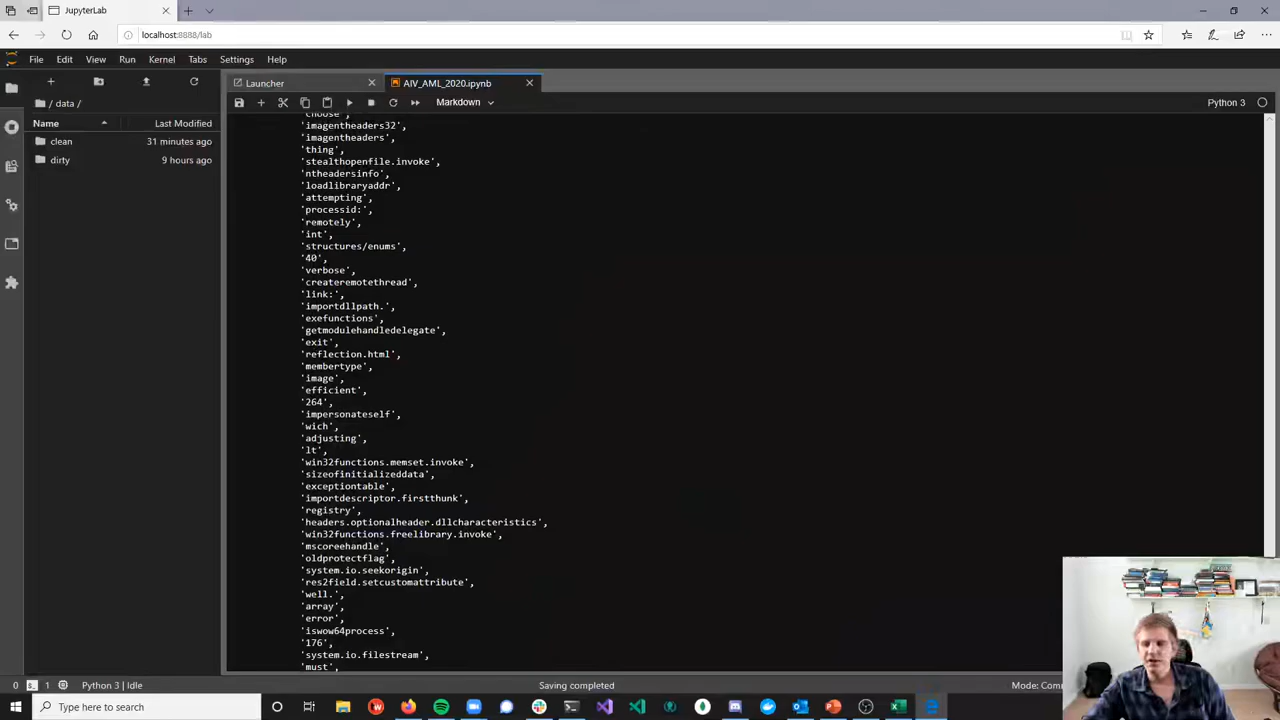 JupyterLab
localhost:8888/lab
File Edit View Run Kernel Tabs Settings Help
Launcher
AIV_AML_2020.ipynb
Markdown
Python 3
/ data /
Name Last Modified
clean 31 minutes ago
dirty 9 hours ago
'choose',
'imagentheaders32',
'imagentheaders',
'thing',
'stealthopenfile.invoke',
'ntheadersinfo',
'loadlibraryaddr',
'attempting',
'processid:',
'remotely',
'int',
'structures/enums',
'40',
'verbose',
'createremotethread',
'link:',
'importdllpath.',
'exefunctions',
'getmodulehandledelegate',
'exit',
'reflection.html',
'membertype',
'image',
'efficient',
'264',
'impersonateself',
'wich',
'adjusting',
'lt',
'win32functions.memset.invoke',
'sizeofinitializeddata',
'exceptiontable',
'importdescriptor.firstthunk',
'registry',
'headers.optionalheader.dllcharacteristics',
'win32functions.freelibrary.invoke',
'mscoreehandle',
'oldprotectflag',
'system.io.seekorigin',
'res2field.setcustomattribute',
'well.',
'array',
'error',
'iswow64process',
'176',
'system.io.filestream',
'must',
0 1 Python 3 | Idle
Saving completed
Mode: Com
Type here to search